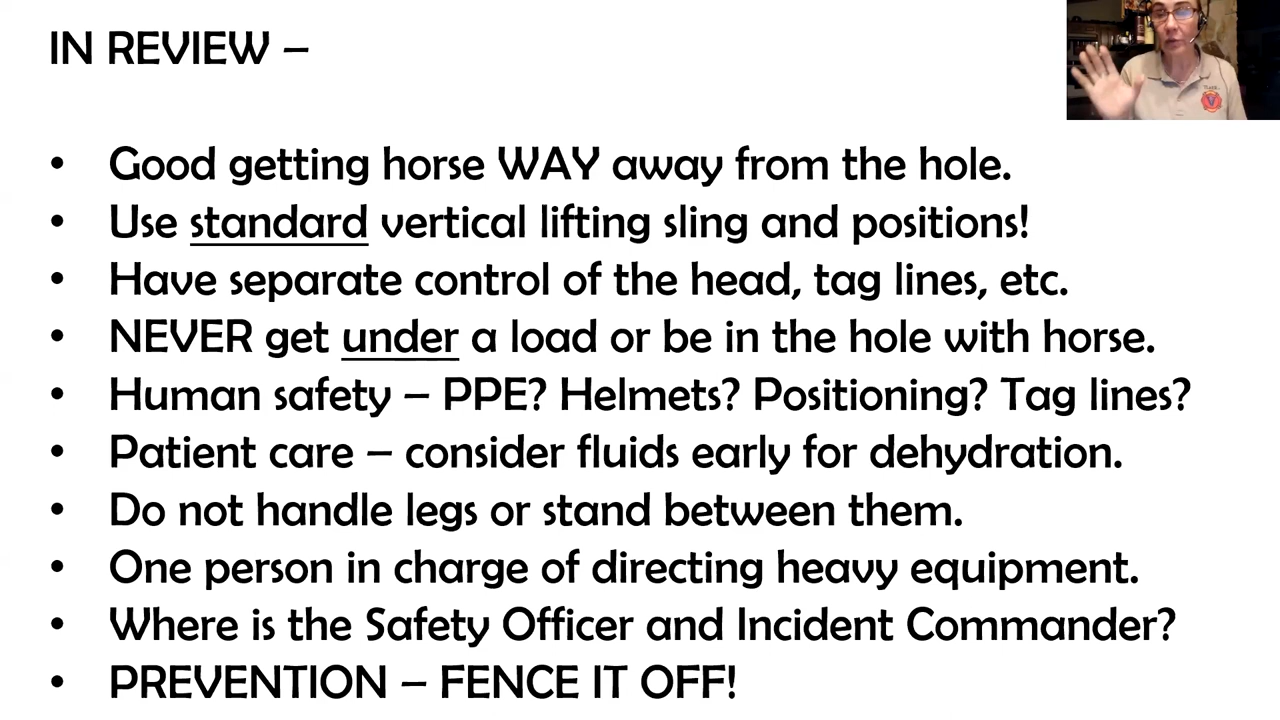 IN REVIEW –
• Good getting horse WAY away from the hole.
• Use standard vertical lifting sling and positions!
• Have separate control of the head, tag lines, etc.
• NEVER get under a load or be in the hole with horse.
• Human safety – PPE? Helmets? Positioning? Tag lines?
• Patient care – consider fluids early for dehydration.
• Do not handle legs or stand between them.
• One person in charge of directing heavy equipment.
• Where is the Safety Officer and Incident Commander?
• PREVENTION – FENCE IT OFF!